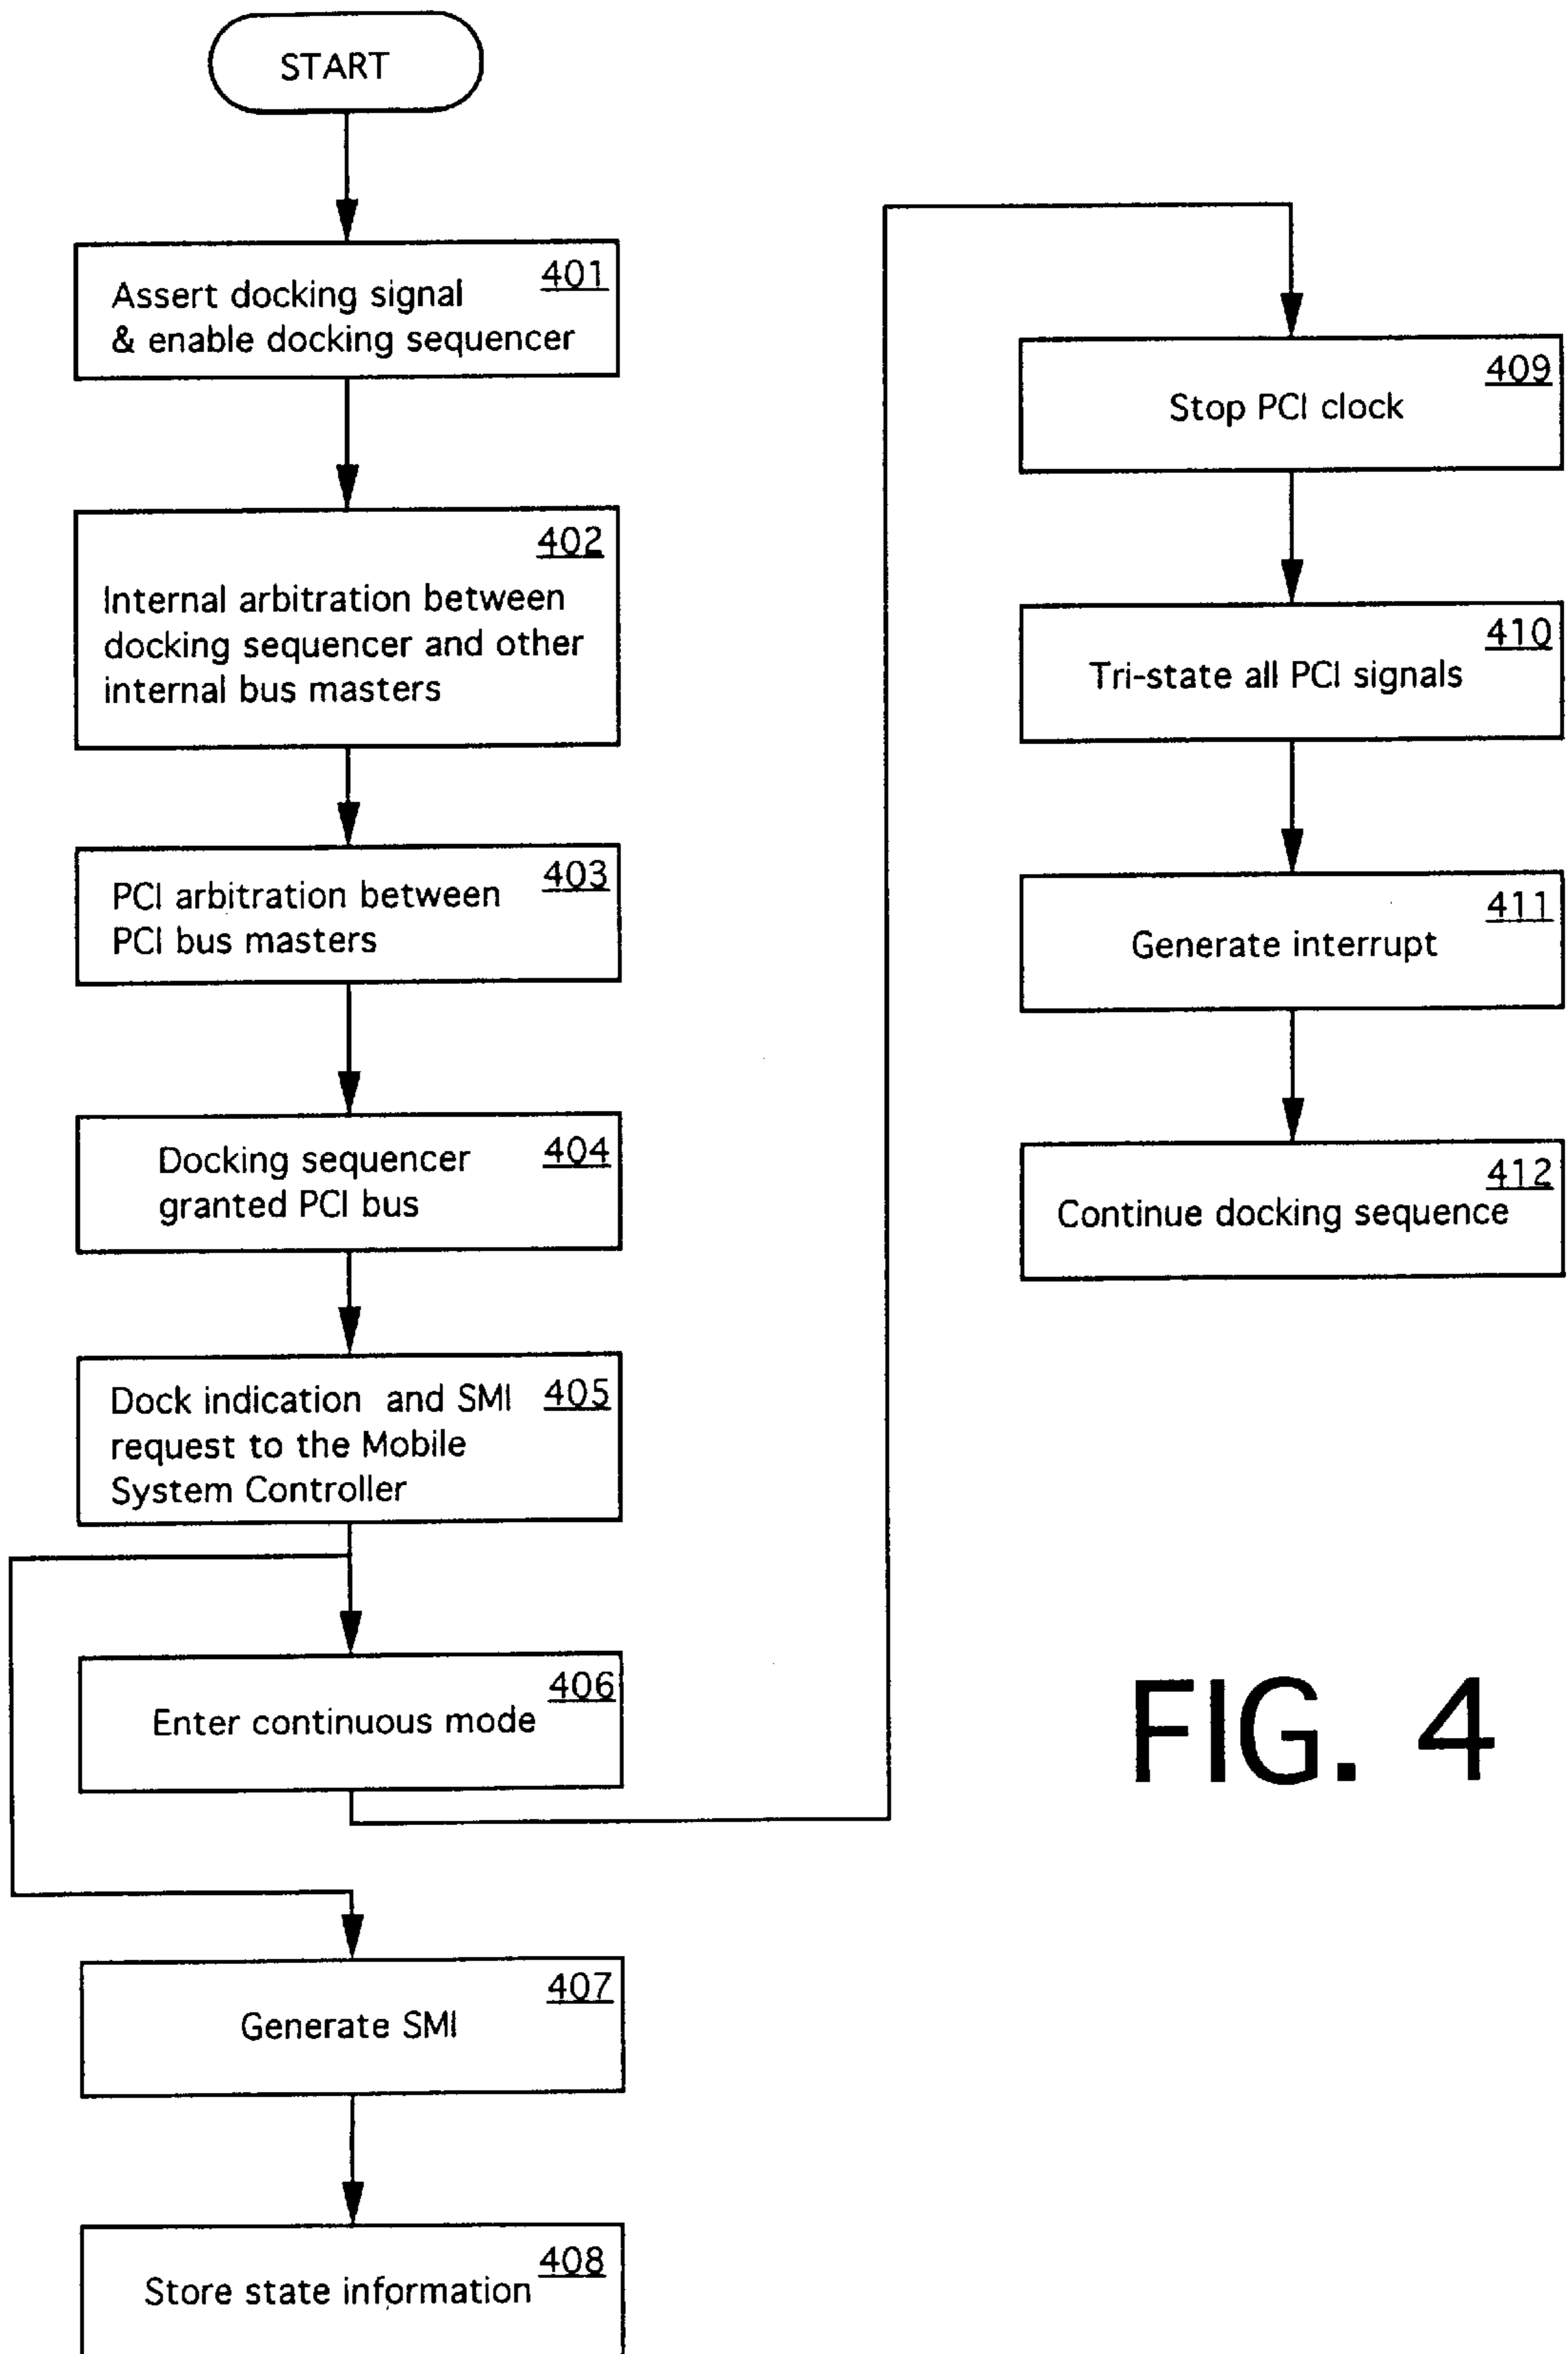 START
401
Assert docking signal
& enable docking sequencer
402
Internal arbitration between
docking sequencer and other
internal bus masters
403
PCI arbitration between
PCI bus masters
404
Docking sequencer
granted PCI bus
405
Dock indication and SMI
request to the Mobile
System Controller
406
Enter continuous mode
407
Generate SMI
408
Store state information
409
Stop PCI clock
410
Tri-state all PCI signals
411
Generate interrupt
412
Continue docking sequence
FIG. 4